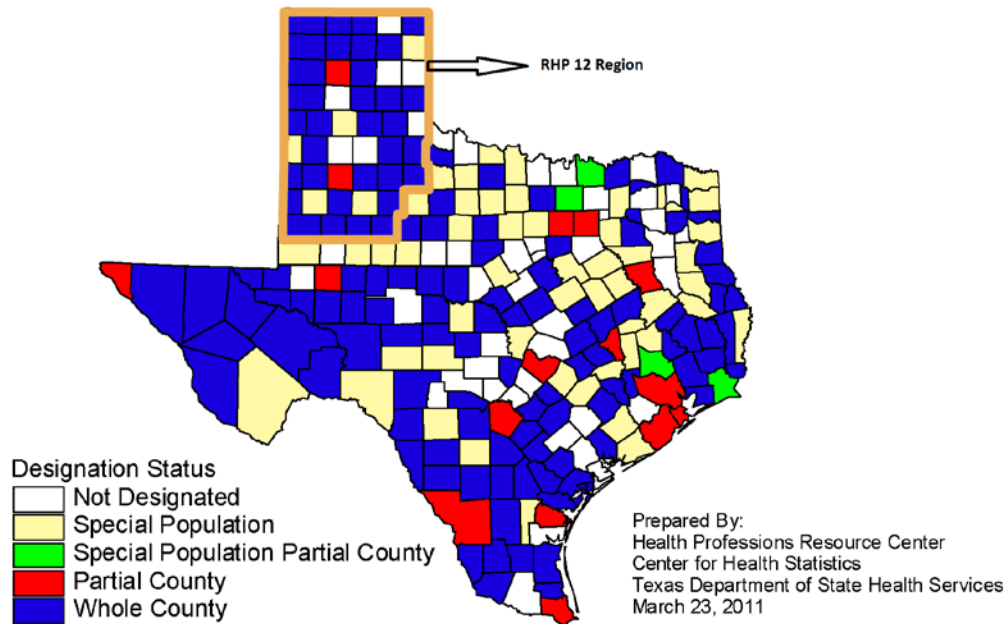 RHP 12 Region
Designation Status
Not Designated
Special Population
Special Population Partial County
Partial County
Whole County
Prepared By:
Health Professions Resource Center
Center for Health Statistics
Texas Department of State Health Services
March 23, 2011